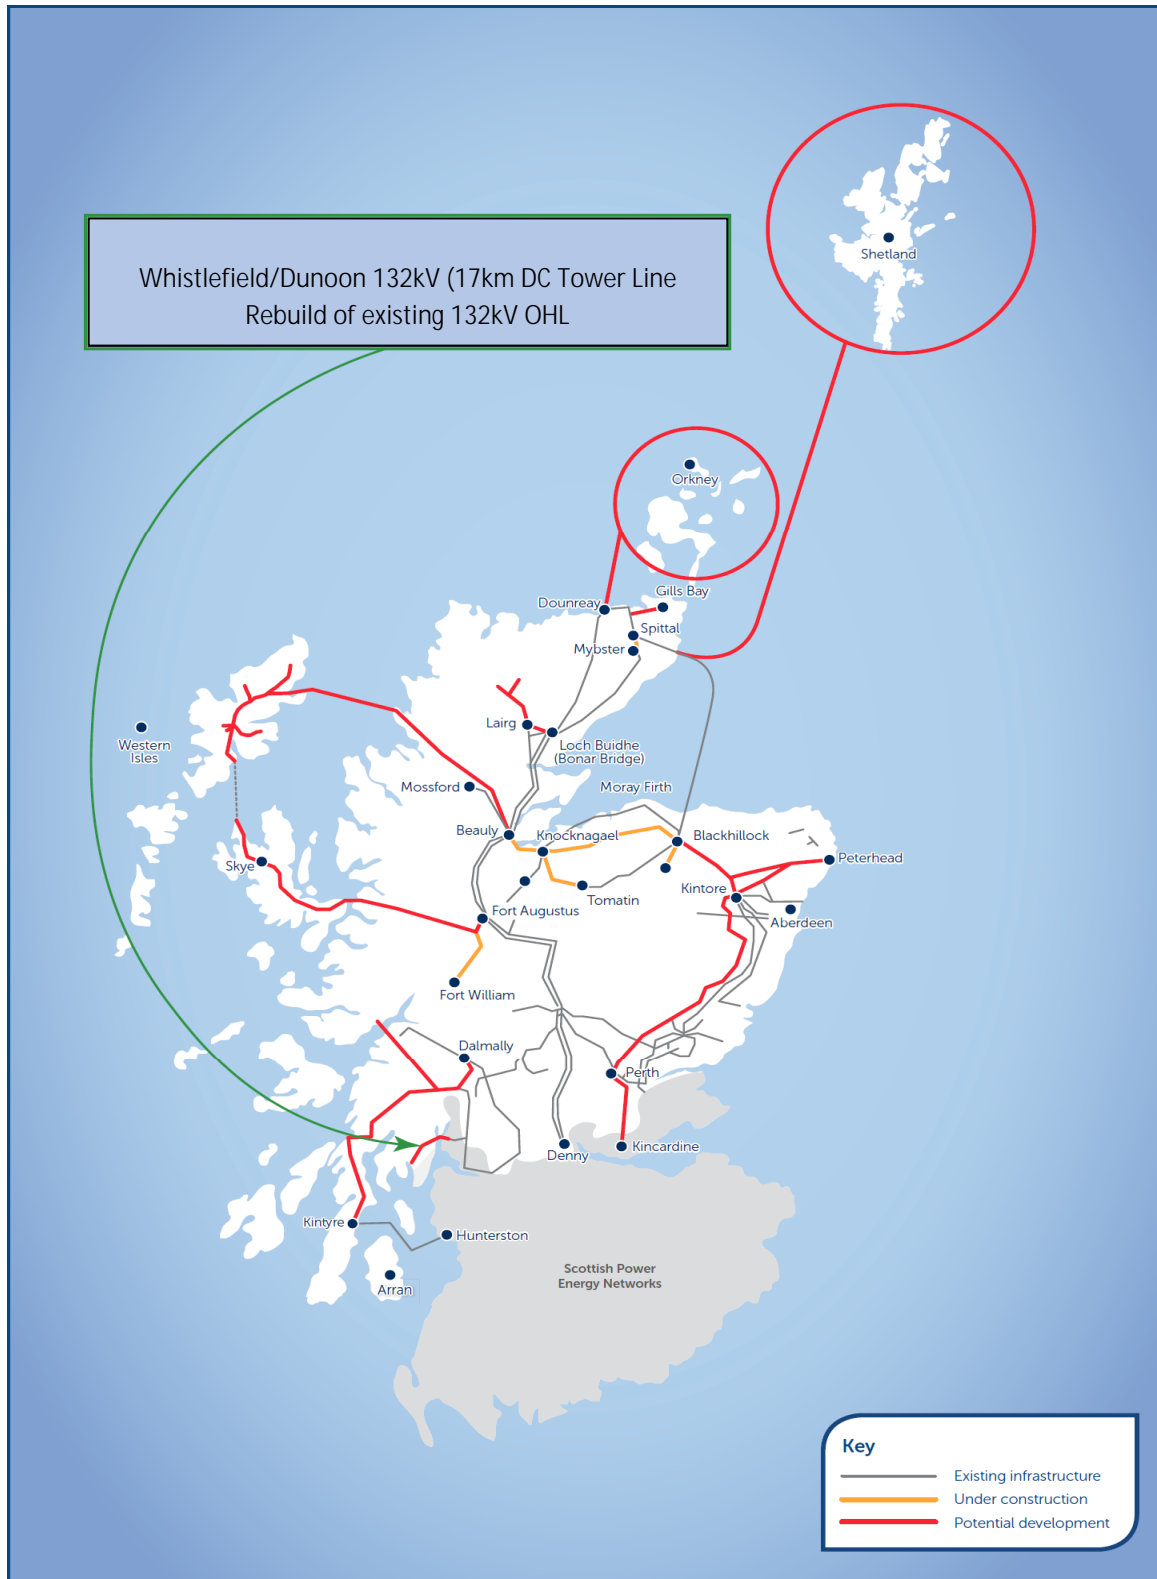 Whistlefield/Dunoon 132kV (17km DC Tower Line
Rebuild of existing 132kV OHL
Shetland
Orkney
Gills Bay
Dounreay
Spittal
Mybster
Lairg
Loch Buidhe
(Bonar Bridge)
Western
Isles
Mossford
Moray Firth
Beauly
Knocknagael
Blackhillock
Peterhead
Skye
Kintore
Tomatin
Fort Augustus
Aberdeen
Fort William
Dalmally
Perth
Denny
Kincardine
Kintyre
Hunterston
Arran
Scottish Power
Energy Networks
Key
Existing infrastructure
Under construction
Potential development